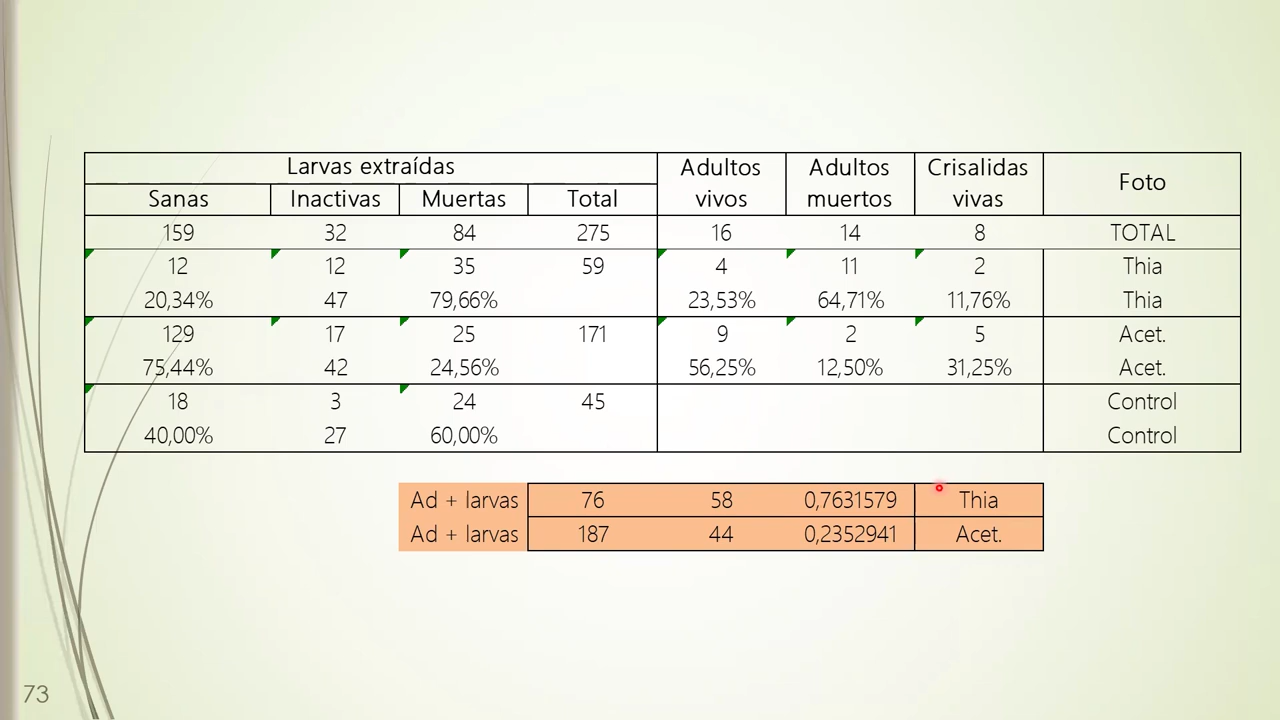 Larvas extraídas Adultos vivos Adultos muertos Crisalidas vivas Foto
Sanas Inactivas Muertas Total
159 32 84 275 16 14 8 TOTAL
12 12 35 59 4 11 2 Thia
20,34% 47 79,66% 23,53% 64,71% 11,76% Thia
129 17 25 171 9 2 5 Acet.
75,44% 42 24,56% 56,25% 12,50% 31,25% Acet.
18 3 24 45 Control
40,00% 27 60,00% Control
Ad + larvas 76 58 0,7631579 Thia
Ad + larvas 187 44 0,2352941 Acet.
73